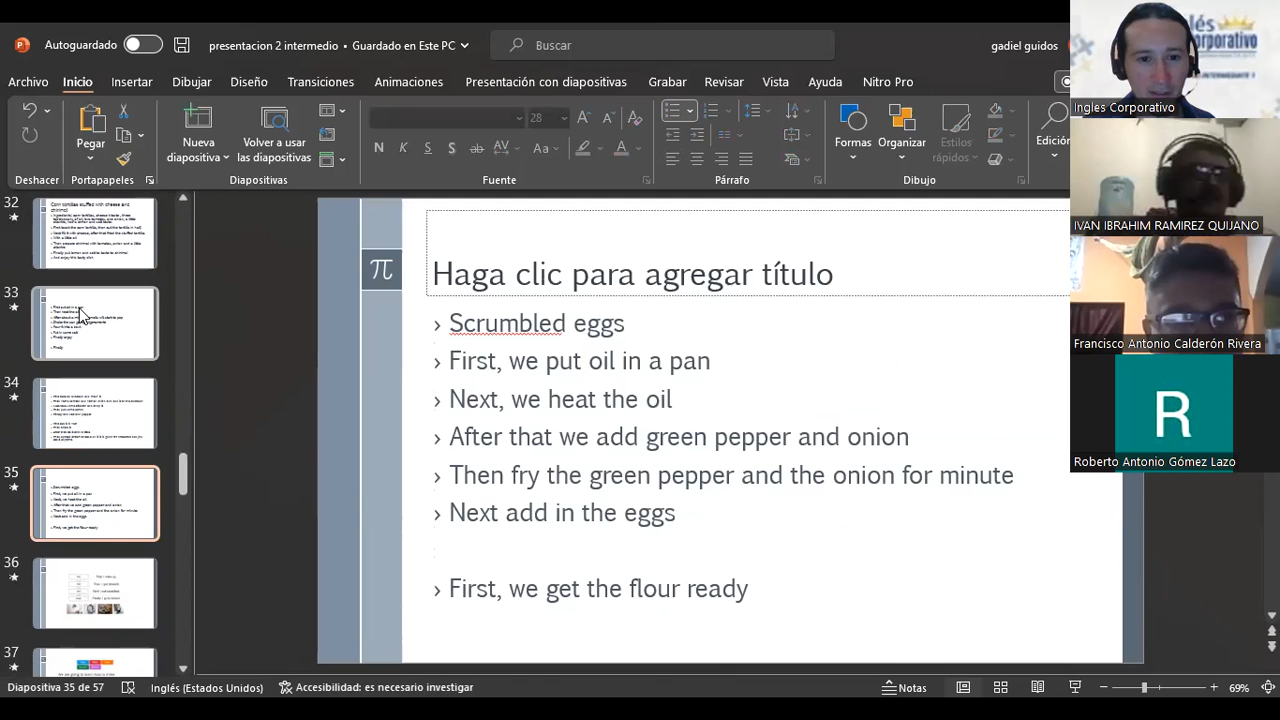 Autoguardado
presentacion 2 intermedio • Guardado en Este PC
Buscar
gadiel guidos
Archivo Inicio Insertar Dibujar Diseño Transiciones Animaciones Presentación con diapositivas Grabar Revisar Vista Ayuda Nitro Pro
Pegar
Nueva diapositiva
Volver a usar las diapositivas
28
N K S S ab AV Aa A
Formas
Organizar
Estilos rápidos
Edición
Deshacer Portapapeles Diapositivas Fuente Párrafo Dibujo
32
33
34
35
36
37
π
Haga clic para agregar título
› Scrumbled eggs
› First, we put oil in a pan
› Next, we heat the oil
› After that we add green pepper and onion
› Then fry the green pepper and the onion for minute
› Next add in the eggs
› First, we get the flour ready
Ingles Corporativo
IVAN IBRAHIM RAMIREZ QUIJANO
Francisco Antonio Calderón Rivera
R
Roberto Antonio Gómez Lazo
Diapositiva 35 de 57
Inglés (Estados Unidos)
Accesibilidad: es necesario investigar
Notas
69%